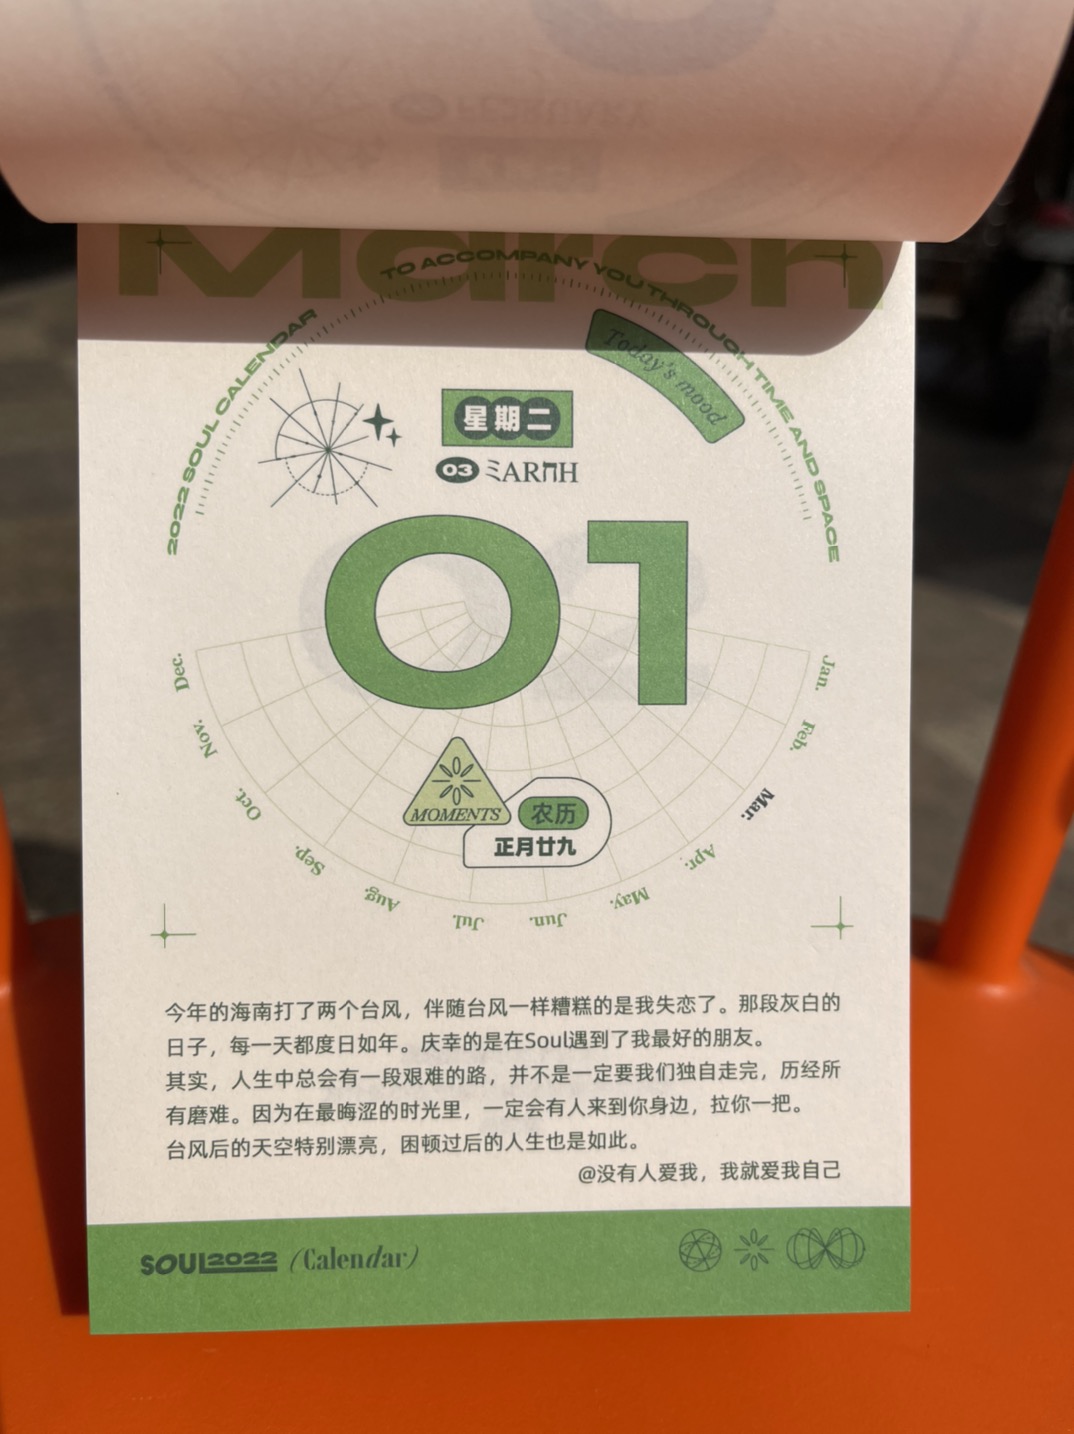 FEBRUARY
March
2022 SOUL CALENDAR TO ACCOMPANY YOU THROUGH TIME AND SPACE
Today's mood
星期二
03 MARCH
01
Dec.
Nov.
Oct.
Sep.
Aug.
Jul.
Jun.
May.
Apr.
Mar.
Feb.
Jan.
MOMENTS
农历
正月廿九
今年的海南打了两个台风，伴随台风一样糟糕的是我失恋了。那段灰白的
日子，每一天都度日如年。庆幸的是在Soul遇到了我最好的朋友。
其实，人生中总会有一段艰难的路，并不是一定要我们独自走完，历经所
有磨难。因为在最晦涩的时光里，一定会有人来到你身边，拉你一把。
台风后的天空特别漂亮，困顿过后的人生也是如此。
@没有人爱我，我就爱我自己
SOUL2022 (Calendar)